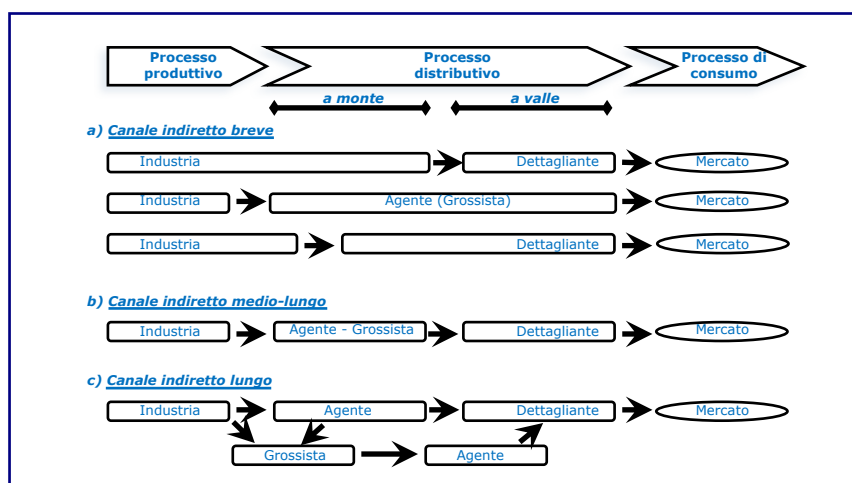 Processo
produttivo
Processo
distributivo
Processo di
consumo
a monte
a valle
a) Canale indiretto breve
Industria
Dettagliante
Mercato
Industria
Agente (Grossista)
Mercato
Industria
Dettagliante
Mercato
b) Canale indiretto medio-lungo
Industria
Agente - Grossista
Dettagliante
Mercato
c) Canale indiretto lungo
Industria
Agente
Dettagliante
Mercato
Grossista
Agente